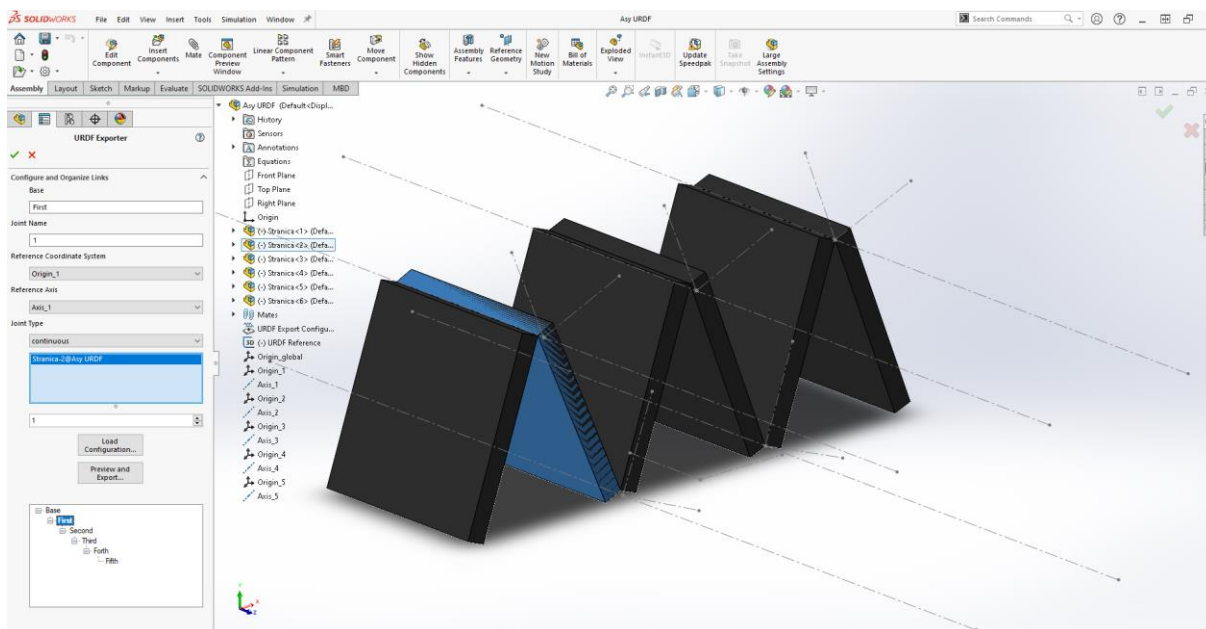 SOLIDWORKS File Edit View Insert Tools Simulation Window Asy URDF Search Commands
Edit Component
Insert Components
Mate
Component Preview Window
Linear Component Pattern
Smart Fasteners
Move Component
Show Hidden Components
Assembly Features
Reference Geometry
New Motion Study
Bill of Materials
Exploded View
Instant3D
Update Speedpak
Take Snapshot
Large Assembly Settings
Assembly Layout Sketch Markup Evaluate SOLIDWORKS Add-Ins Simulation MBD
URDF Exporter
Configure and Organize Links
Base
First
Joint Name
1
Reference Coordinate System
Origin_1
Reference Axis
Axis_1
Joint Type
continuous
Stranica-2@Asy URDF
1
Load
Configuration...
Preview and
Export...
Base
First
Second
Third
Forth
Fifth
Asy URDF (Default<Displ...
History
Sensors
Annotations
Equations
Front Plane
Top Plane
Right Plane
Origin
(-) Stranica<1> (Defa...
(-) Stranica<2> (Defa...
(-) Stranica<3> (Defa...
(-) Stranica<4> (Defa...
(-) Stranica<5> (Defa...
(-) Stranica<6> (Defa...
Mates
URDF Export Configu...
3D (-) URDF Reference
Origin_global
Origin_1
Axis_1
Origin_2
Axis_2
Origin_3
Axis_3
Origin_4
Axis_4
Origin_5
Axis_5